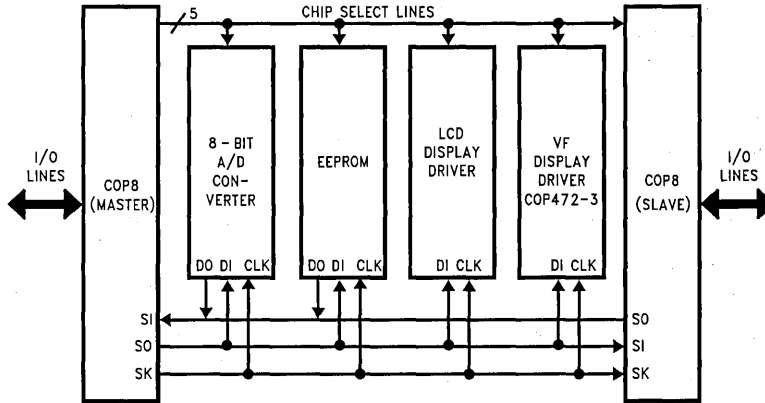 5
CHIP SELECT LINES
I/O
LINES
COP8
(MASTER)
8-BIT
A/D
CON-
VERTER
DO DI CLK
EEPROM
DO DI CLK
LCD
DISPLAY
DRIVER
DI CLK
VF
DISPLAY
DRIVER
COP472-3
DI CLK
COP8
(SLAVE)
I/O
LINES
SI
SO
SK
SO
SI
SK